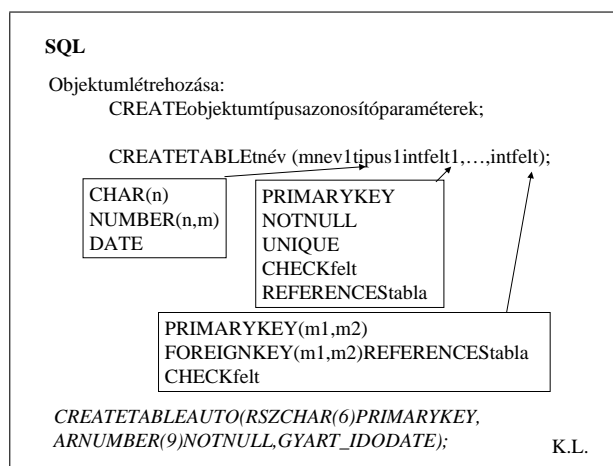 SQL
Objektumlétrehozása:
CREATEobjektumtípusazonosítóparaméterek;
CREATETABLEtnév (mnev1tipus1intfelt1,…,intfelt);
CHAR(n)
NUMBER(n,m)
DATE
PRIMARYKEY
NOTNULL
UNIQUE
CHECKfelt
REFERENCEStabla
PRIMARYKEY(m1,m2)
FOREIGNKEY(m1,m2)REFERENCEStabla
CHECKfelt
CREATETABLEAUTO(RSZCHAR(6)PRIMARYKEY,
ARNUMBER(9)NOTNULL,GYART_IDODATE);
K.L.